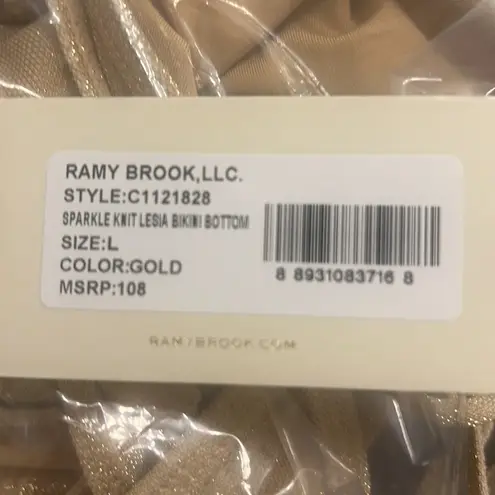 RAMY BROOK,LLC.
STYLE:C1121828
SPARKLE KNIT LESIA BIKINI BOTTOM
SIZE:L
COLOR:GOLD
MSRP:108
8 8931083716 8
RAMYBROOK.COM